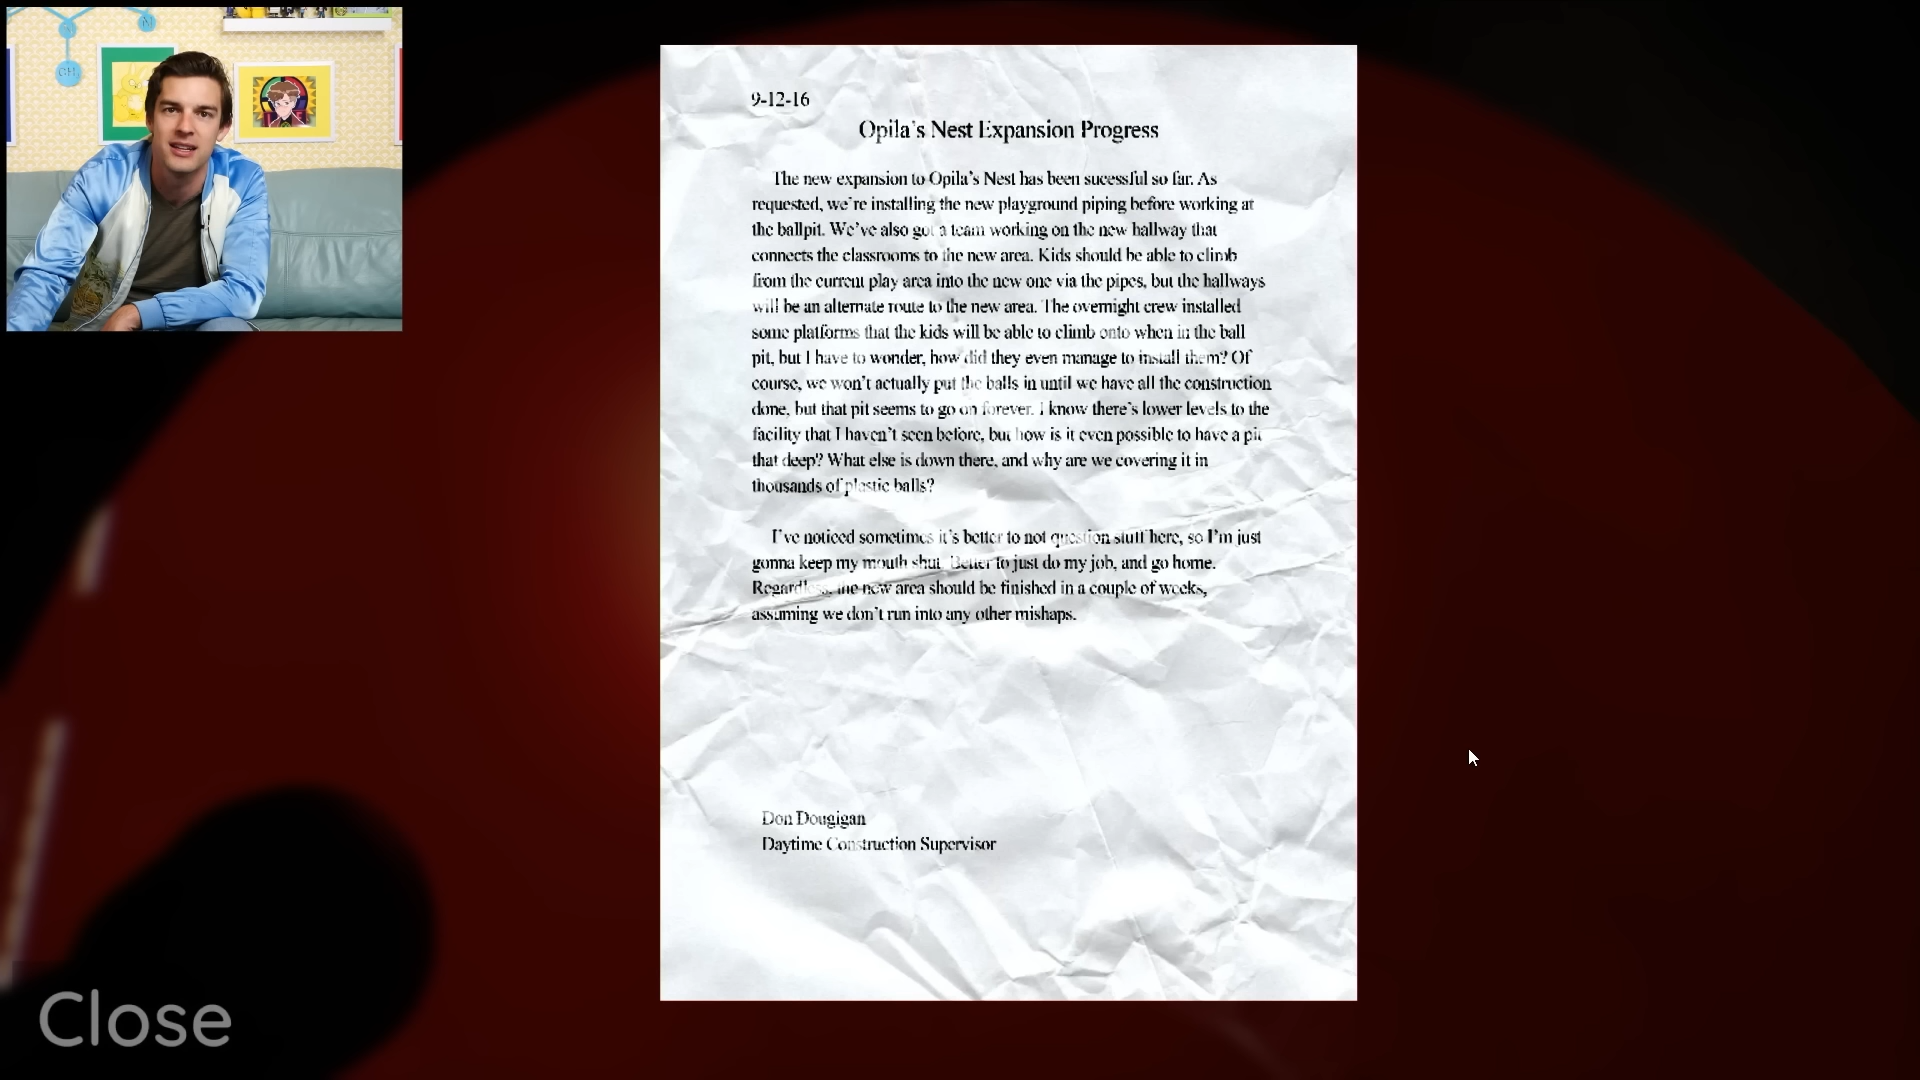 9-12-16
Opila's Nest Expansion Progress
The new expansion to Opila's Nest has been sucessful so far. As
requested, we're installing the new playground piping before working at
the ballpit. We've also got a team working on the new hallway that
connects the classrooms to the new area. Kids should be able to climb
from the current play area into the new one via the pipes, but the hallways
will be an alternate route to the new area. The overnight crew installed
some platforms that the kids will be able to climb onto when in the ball
pit, but I have to wonder, how did they even manage to install them? Of
course, we won't actually put the balls in until we have all the construction
done, but that pit seems to go on forever. I know there's lower levels to the
facility that I haven't seen before, but how is it even possible to have a pit
that deep? What else is down there, and why are we covering it in
thousands of plastic balls?
I've noticed sometimes it's better to not question stuff here, so I'm just
gonna keep my mouth shut. Better to just do my job, and go home.
Regardless, the new area should be finished in a couple of weeks,
assuming we don't run into any other mishaps.
Don Dougigan
Daytime Construction Supervisor
Close